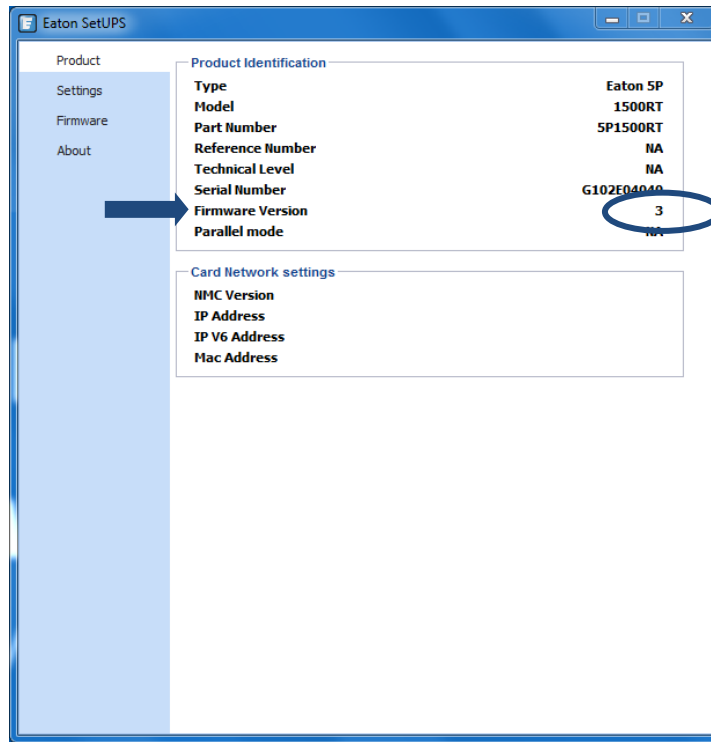 Eaton SetUPS
Product
Settings
Firmware
About
Product Identification
Type Eaton 5P
Model 1500RT
Part Number 5P1500RT
Reference Number NA
Technical Level NA
Serial Number G102E04040
Firmware Version 3
Parallel mode NA
Card Network settings
NMC Version
IP Address
IP V6 Address
Mac Address